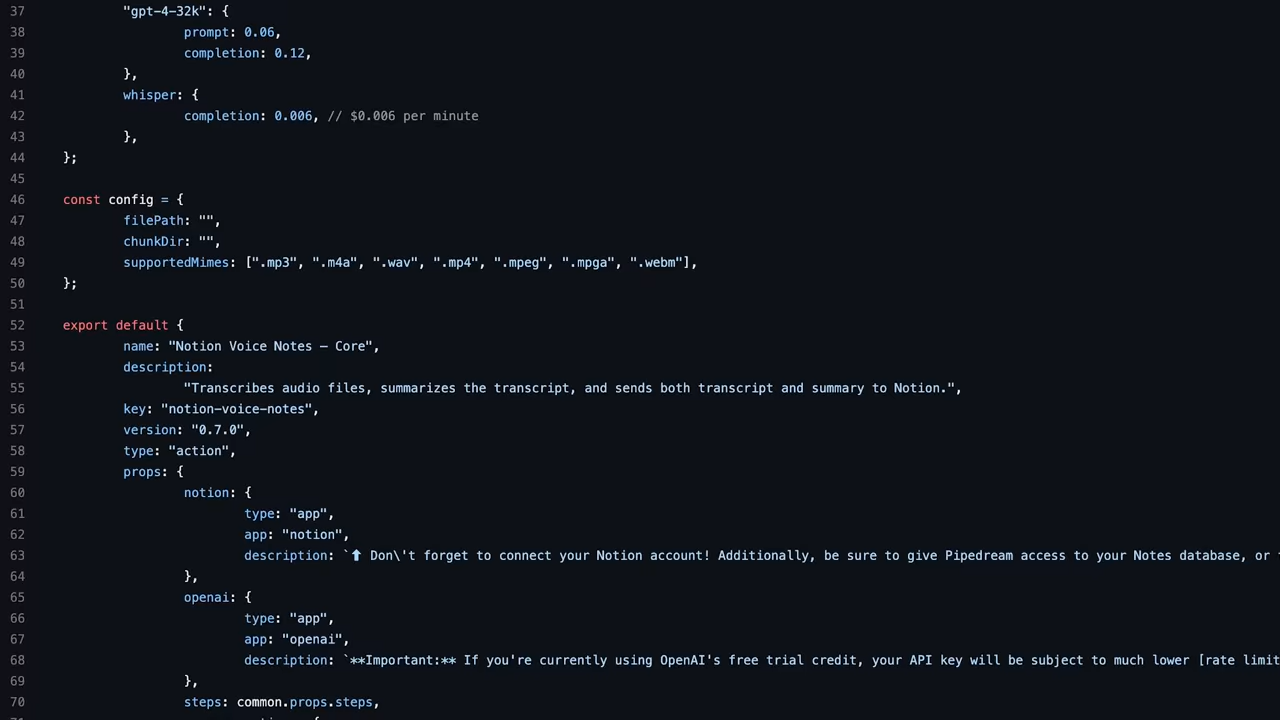 37 "gpt-4-32k": {
38 prompt: 0.06,
39 completion: 0.12,
40 },
41 whisper: {
42 completion: 0.006, // $0.006 per minute
43 },
44 };
45
46 const config = {
47 filePath: "",
48 chunkDir: "",
49 supportedMimes: [".mp3", ".m4a", ".wav", ".mp4", ".mpeg", ".mpga", ".webm"],
50 };
51
52 export default {
53 name: "Notion Voice Notes – Core",
54 description:
55 "Transcribes audio files, summarizes the transcript, and sends both transcript and summary to Notion.",
56 key: "notion-voice-notes",
57 version: "0.7.0",
58 type: "action",
59 props: {
60 notion: {
61 type: "app",
62 app: "notion",
63 description: `⬆ Don\'t forget to connect your Notion account! Additionally, be sure to give Pipedream access to your Notes database, or
64 },
65 openai: {
66 type: "app",
67 app: "openai",
68 description: `**Important:** If you're currently using OpenAI's free trial credit, your API key will be subject to much lower [rate limit
69 },
70 steps: common.props.steps,